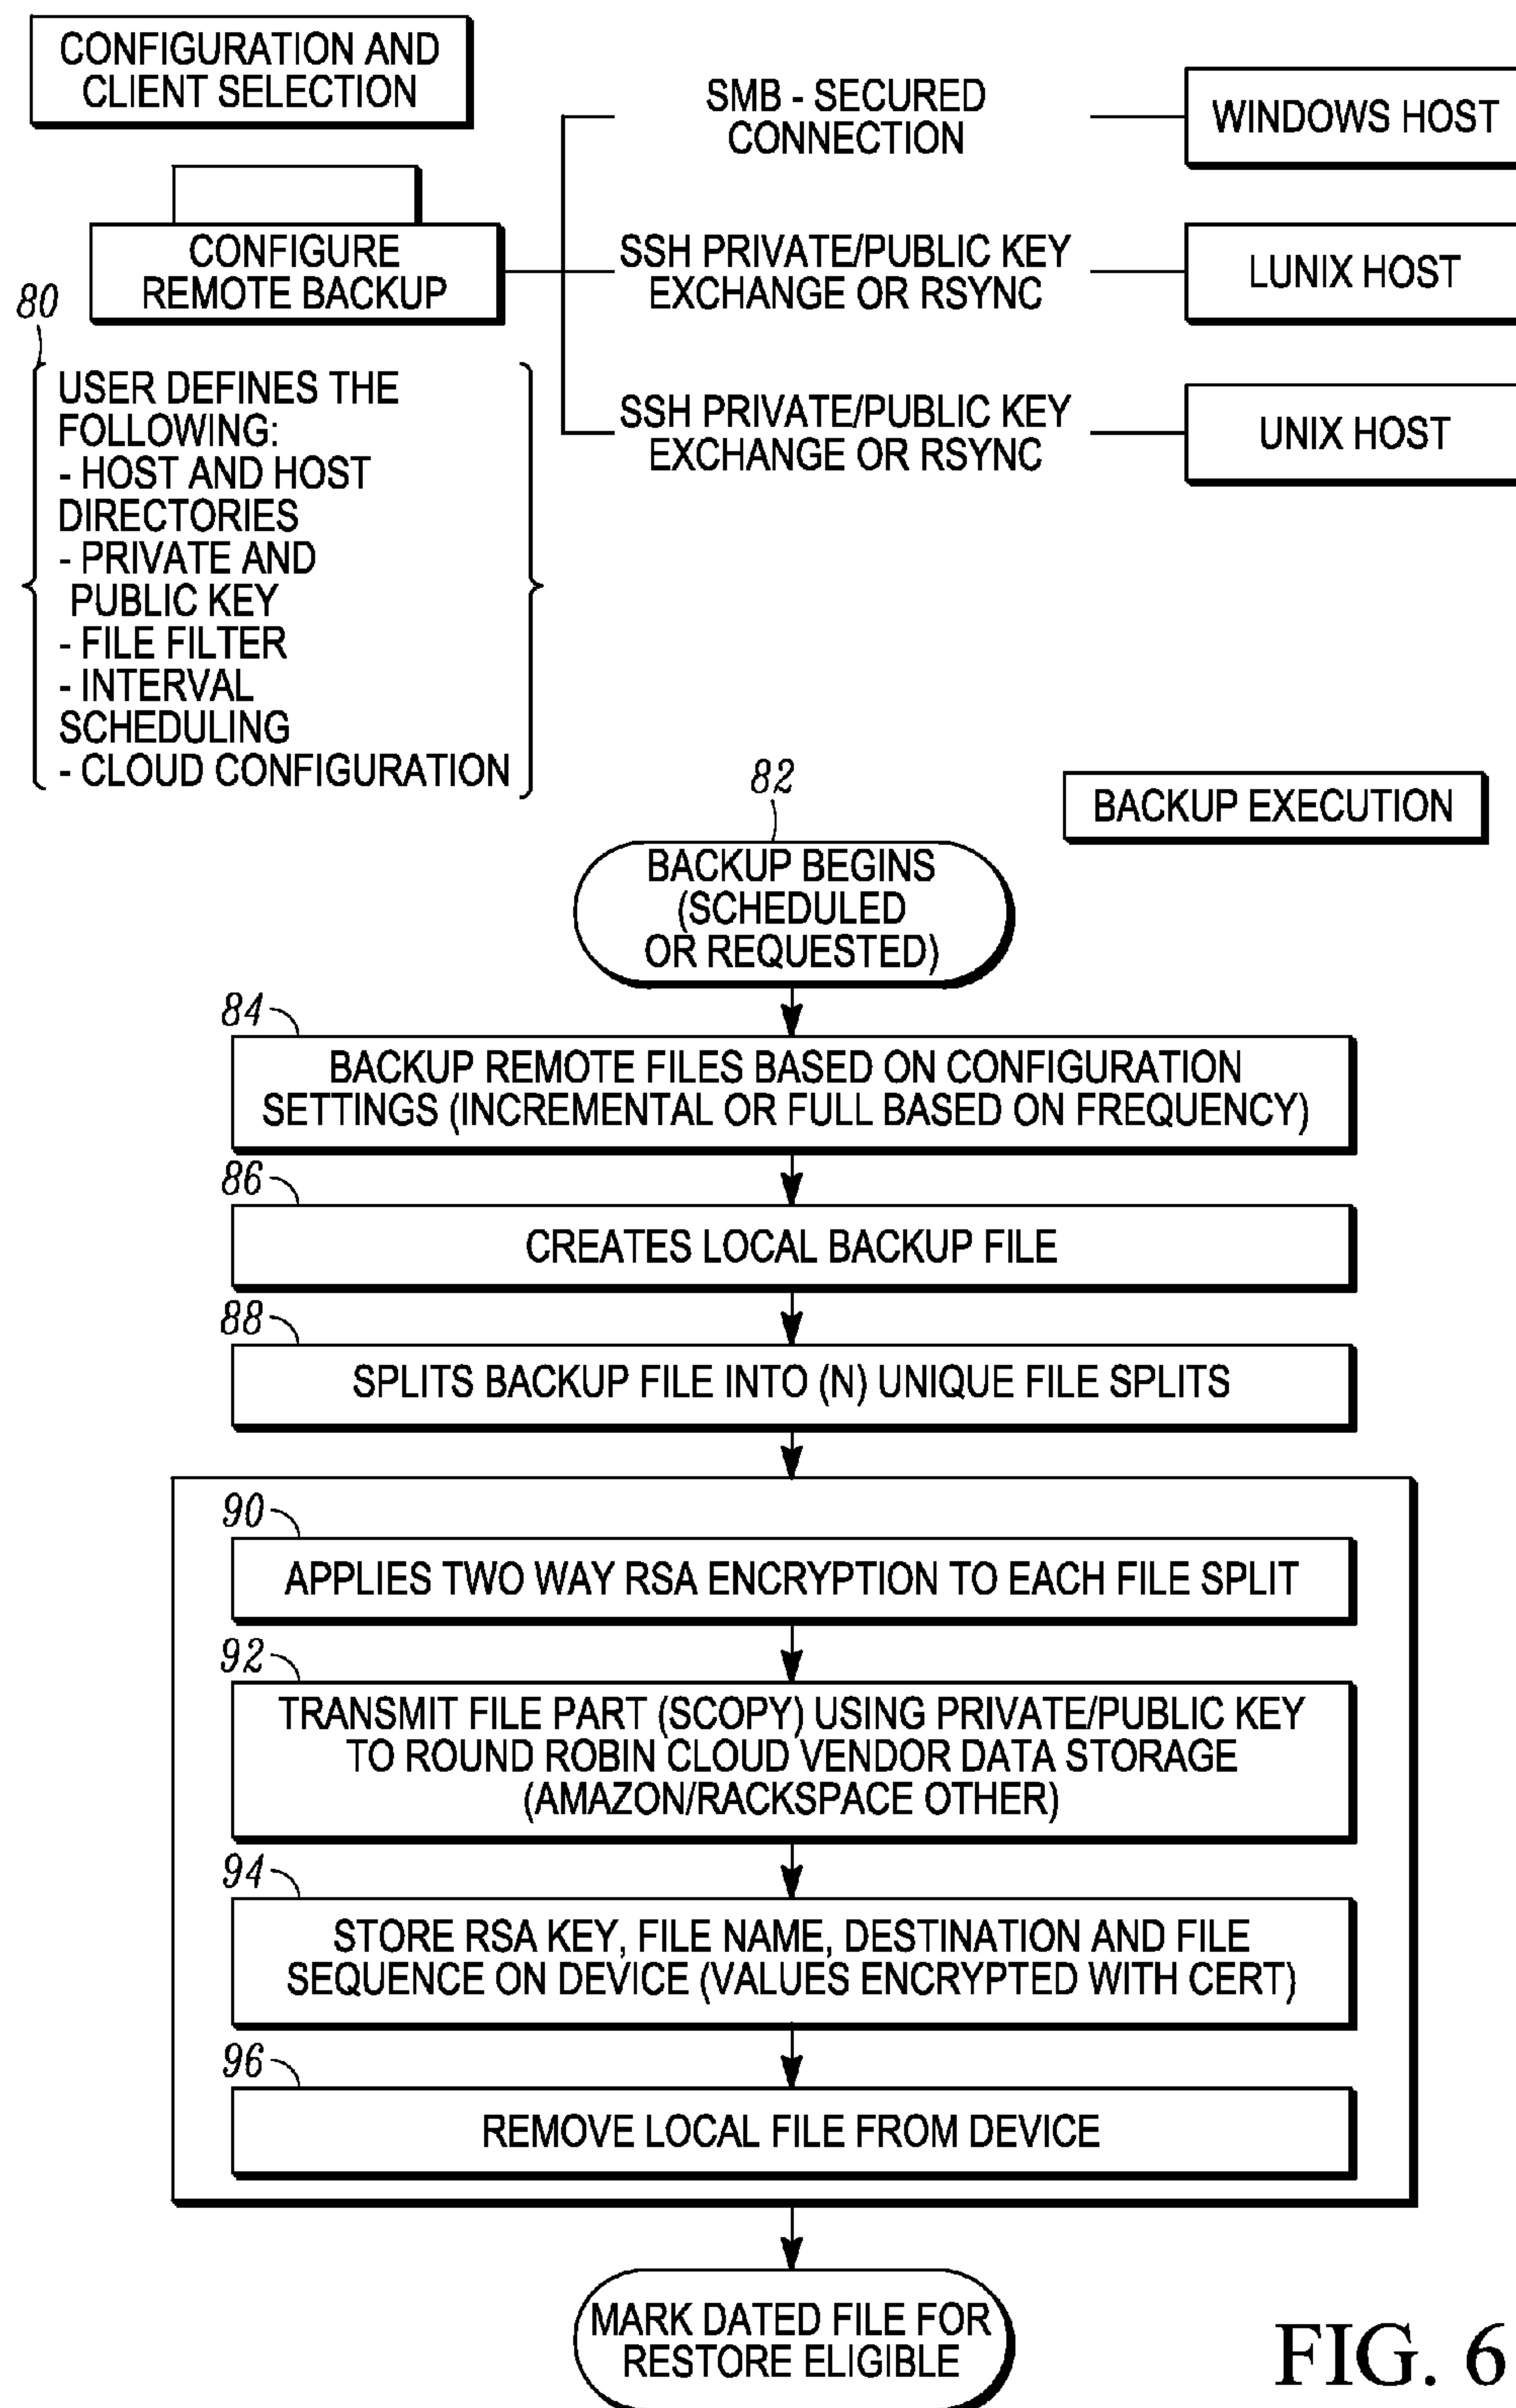 CONFIGURATION AND
CLIENT SELECTION
SMB - SECURED
CONNECTION
WINDOWS HOST
CONFIGURE
REMOTE BACKUP
SSH PRIVATE/PUBLIC KEY
EXCHANGE OR RSYNC
LUNIX HOST
SSH PRIVATE/PUBLIC KEY
EXCHANGE OR RSYNC
UNIX HOST
80
USER DEFINES THE
FOLLOWING:
- HOST AND HOST
DIRECTORIES
- PRIVATE AND
PUBLIC KEY
- FILE FILTER
- INTERVAL
SCHEDULING
- CLOUD CONFIGURATION
BACKUP EXECUTION
82
BACKUP BEGINS
(SCHEDULED
OR REQUESTED)
84
BACKUP REMOTE FILES BASED ON CONFIGURATION
SETTINGS (INCREMENTAL OR FULL BASED ON FREQUENCY)
86
CREATES LOCAL BACKUP FILE
88
SPLITS BACKUP FILE INTO (N) UNIQUE FILE SPLITS
90
APPLIES TWO WAY RSA ENCRYPTION TO EACH FILE SPLIT
92
TRANSMIT FILE PART (SCOPY) USING PRIVATE/PUBLIC KEY
TO ROUND ROBIN CLOUD VENDOR DATA STORAGE
(AMAZON/RACKSPACE OTHER)
94
STORE RSA KEY, FILE NAME, DESTINATION AND FILE
SEQUENCE ON DEVICE (VALUES ENCRYPTED WITH CERT)
96
REMOVE LOCAL FILE FROM DEVICE
MARK DATED FILE FOR
RESTORE ELIGIBLE
FIG. 6